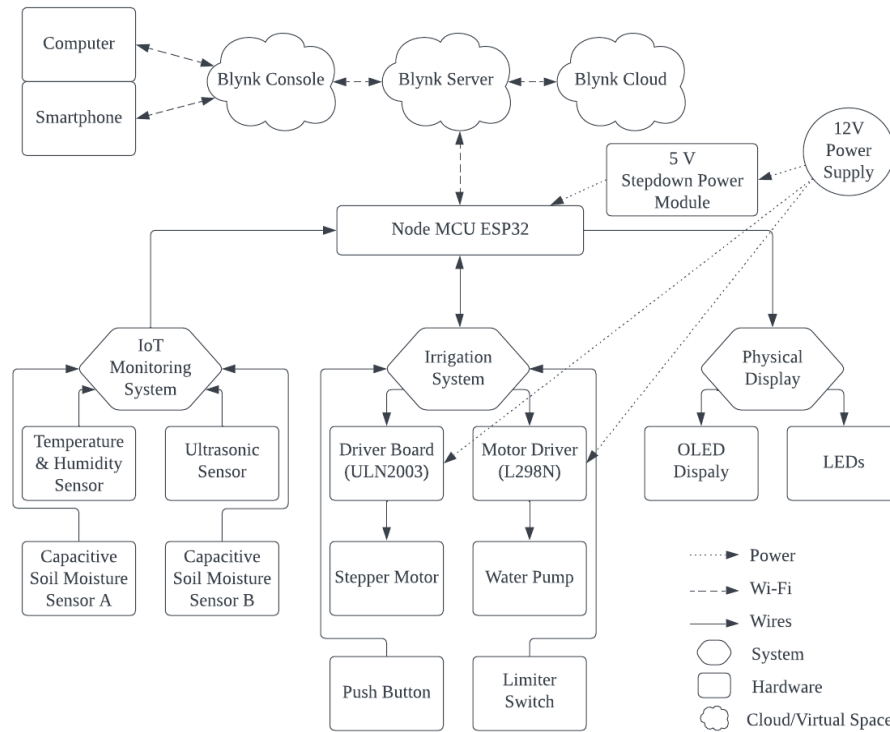 Computer
Smartphone
Blynk Console
Blynk Server
Blynk Cloud
12V
Power
Supply
5 V
Stepdown Power
Module
Node MCU ESP32
IoT
Monitoring
System
Irrigation
System
Physical
Display
Temperature
& Humidity
Sensor
Ultrasonic
Sensor
Driver Board
(ULN2003)
Motor Driver
(L298N)
OLED
Dispaly
LEDs
Capacitive
Soil Moisture
Sensor A
Capacitive
Soil Moisture
Sensor B
Stepper Motor
Water Pump
Push Button
Limiter
Switch
Power
Wi-Fi
Wires
System
Hardware
Cloud/Virtual Space